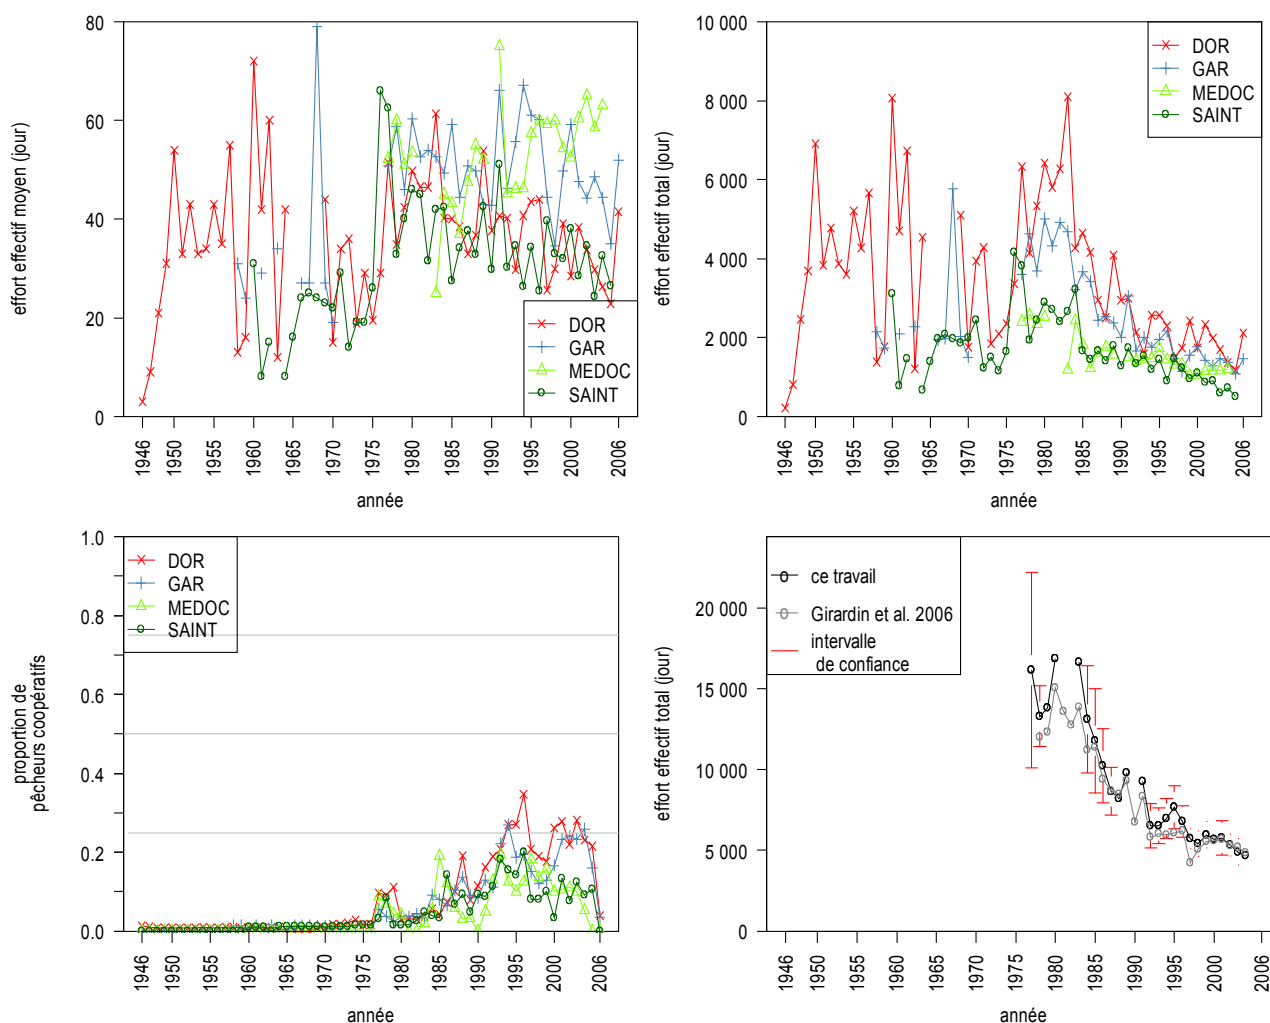 effort effectif moyen (jour)
80
60
40
20
0
DOR
GAR
MEDOC
SAINT
1946
1950
1955
1960
1965
1970
1975
1980
1985
1990
1995
2000
2006
année
effort effectif total (jour)
10 000
8 000
6 000
4 000
2 000
0
DOR
GAR
MEDOC
SAINT
1946
1950
1955
1960
1965
1970
1975
1980
1985
1990
1995
2000
2006
année
proportion de
pêcheurs coopératifs
1.0
0.8
0.6
0.4
0.2
0.0
DOR
GAR
MEDOC
SAINT
1946
1950
1955
1960
1965
1970
1975
1980
1985
1990
1995
2000
2006
année
effort effectif total (jour)
20 000
15 000
10 000
5 000
0
ce travail
Girardin et al. 2006
intervalle
de confiance
1946
1950
1955
1960
1965
1970
1975
1980
1985
1990
1995
2000
2006
année